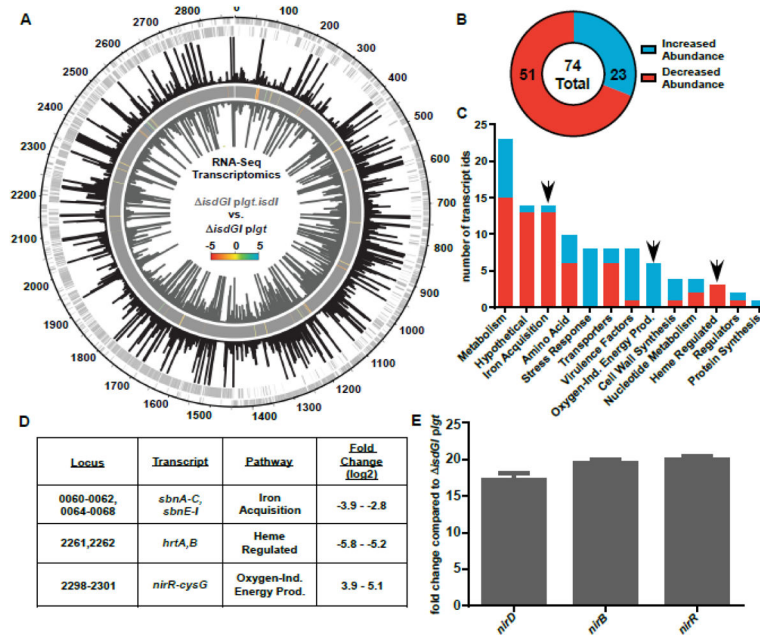 A
0
100
200
300
400
500
600
700
800
900
1000
1100
1200
1300
1400
1500
1600
1700
1800
1900
2000
2100
2200
2300
2400
2500
2600
2700
2800
RNA-Seq
Transcriptomics
ΔisdGI plgt.isdI
vs.
ΔisdGI plgt
-5 0 5
B
51
74
Total
23
Increased
Abundance
Decreased
Abundance
C
number of transcript ids
25
20
15
10
5
0
Metabolism
Hypothetical
Iron Acquisition
Amino Acid
Stress Response
Transporters
Virulence Factors
Oxygen-Ind. Energy Prod.
Cell Wall Synthesis
Nucleotide Metabolism
Heme Regulated
Regulators
Protein Synthesis
D
Locus Transcript Pathway Fold
Change
(log2)
0060-0062, sbnA-C, Iron -3.9 - -2.8
0064-0068 sbnE-I Acquisition
2261,2262 hrtA,B Heme -5.8 - -5.2
Regulated
2298-2301 nirR-cysG Oxygen-Ind. 3.9 - 5.1
Energy Prod.
E
fold change compared to ΔisdGI plgt
25
20
15
10
5
0
nirD
nirB
nirR